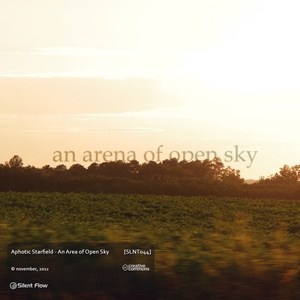 an arena of open sky
Aphotic Starfield - An Area of Open Sky [SLNT044]
© november, 2012
creative commons
Silent Flow